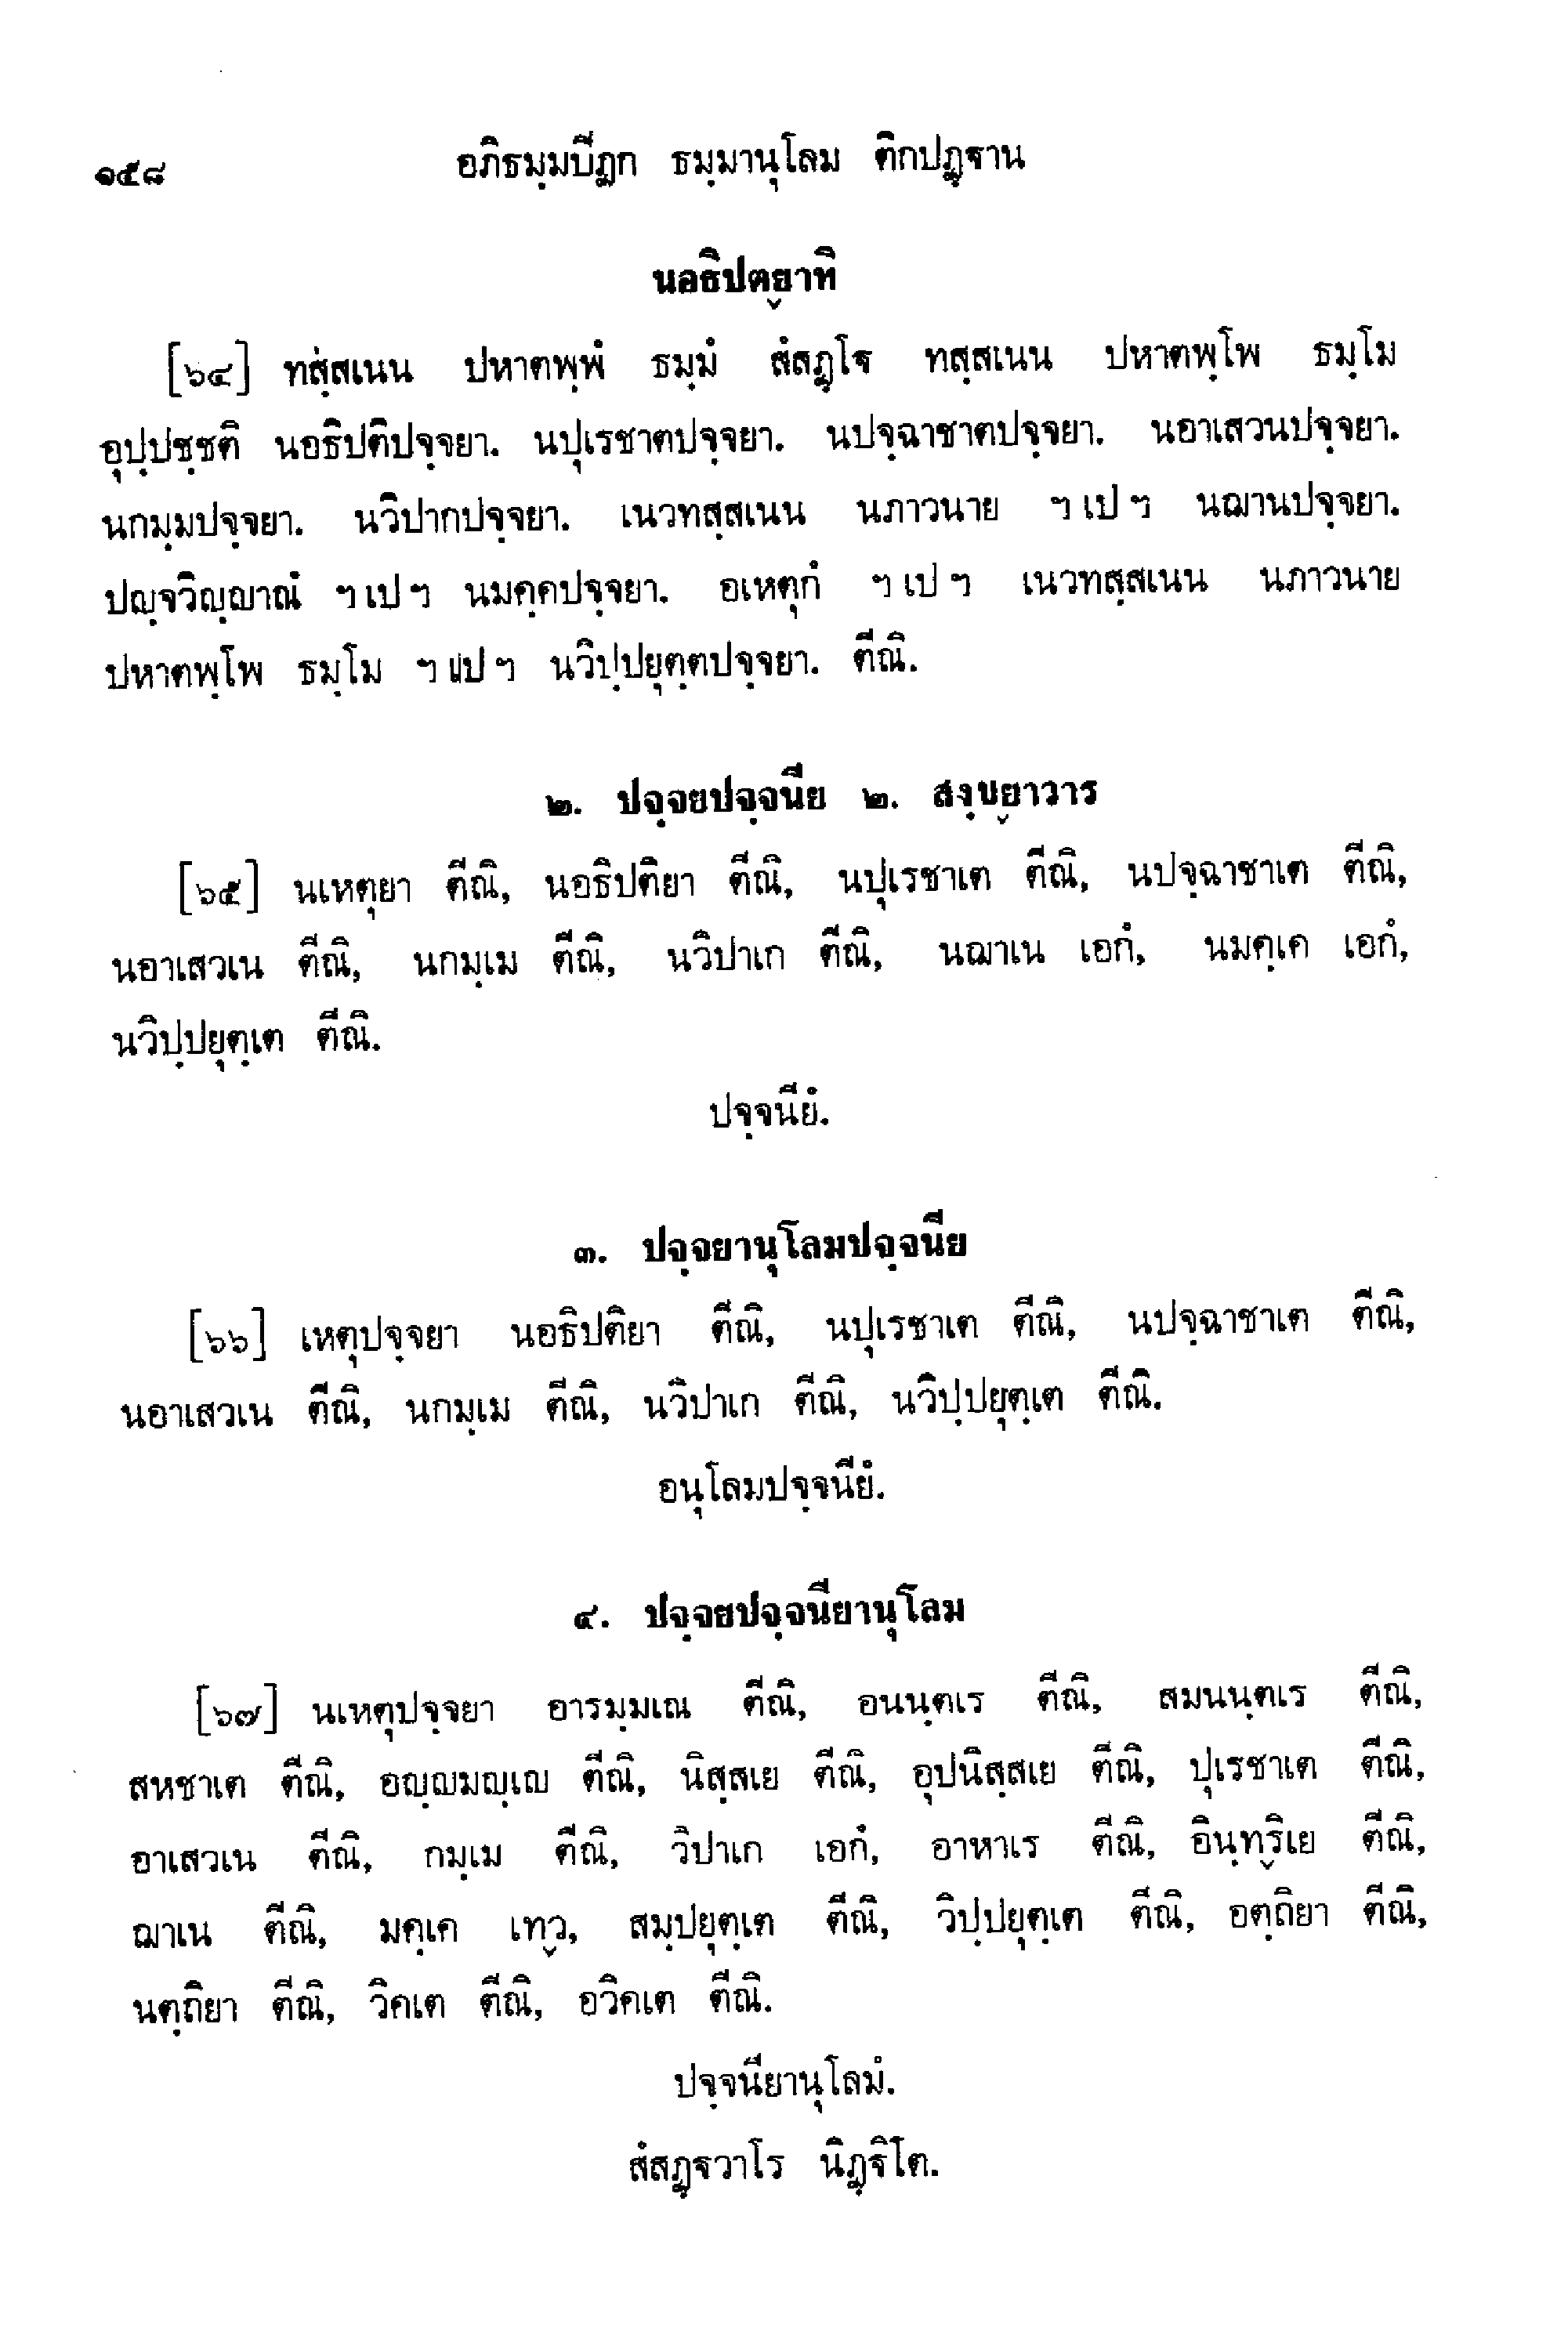 ๑๕๘ อภิธมฺมปิฏก ธมฺมานุโลม ติกปฏฺฐาน
นอธิปตฺยาทิ
[๖๔] ทสฺสเนน ปหาตพฺพํ ธมฺมํ สํสฏฺโฐ ทสฺสเนน ปหาตพฺโพ ธมฺโม
อุปฺปชฺชติ นอธิปติปจฺจยา. นปุเรชาตปจฺจยา. นปจฺฉาชาตปจฺจยา. นอาเสวนปจฺจยา.
นกมฺมปจฺจยา. นวิปากปจฺจยา. เนวทสฺสเนน นภาวนาย ฯ เป ฯ นฌานปจฺจยา.
ปญฺจวิญฺญาณํ ฯ เป ฯ นมคฺคปจฺจยา. อเหตุกํ ฯ เป ฯ เนวทสฺสเนน นภาวนาย
ปหาตพฺโพ ธมฺโม ฯ เป ฯ นวิปฺปยุตฺตปจฺจยา. ตีณิ.
๒. ปจฺจยปจฺจนีย ๒. สงฺขฺยาวาร
[๖๕] นเหตุยา ตีณิ, นอธิปติยา ตีณิ, นปุเรชาเต ตีณิ, นปจฺฉาชาเต ตีณิ,
นอาเสวเน ตีณิ, นกมฺเม ตีณิ, นวิปาเก ตีณิ, นฌาเน เอกํ, นมคฺเค เอกํ,
นวิปฺปยุตฺเต ตีณิ.
ปจฺจนียํ.
๓. ปจฺจยานุโลมปจฺจนีย
[๖๖] เหตุปจฺจยา นอธิปติยา ตีณิ, นปุเรชาเต ตีณิ, นปจฺฉาชาเต ตีณิ,
นอาเสวเน ตีณิ, นกมฺเม ตีณิ, นวิปาเก ตีณิ, นวิปฺปยุตฺเต ตีณิ.
อนุโลมปจฺจนียํ.
๔. ปจฺจยปจฺจนียานุโลม
[๖๗] นเหตุปจฺจยา อารมฺมเณ ตีณิ, อนนฺตเร ตีณิ, สมนนฺตเร ตีณิ,
สหชาเต ตีณิ, อญฺญมญฺเญ ตีณิ, นิสฺสเย ตีณิ, อุปนิสฺสเย ตีณิ, ปุเรชาเต ตีณิ,
อาเสวเน ตีณิ, กมฺเม ตีณิ, วิปาเก เอกํ, อาหาเร ตีณิ, อินฺทฺริเย ตีณิ,
ฌาเน ตีณิ, มคฺเค เทฺว, สมฺปยุตฺเต ตีณิ, วิปฺปยุตฺเต ตีณิ, อตฺถิยา ตีณิ,
นตฺถิยา ตีณิ, วิคเต ตีณิ, อวิคเต ตีณิ.
ปจฺจนียานุโลมํ.
สํสฏฺฐวาโร นิฏฺฐิโต.